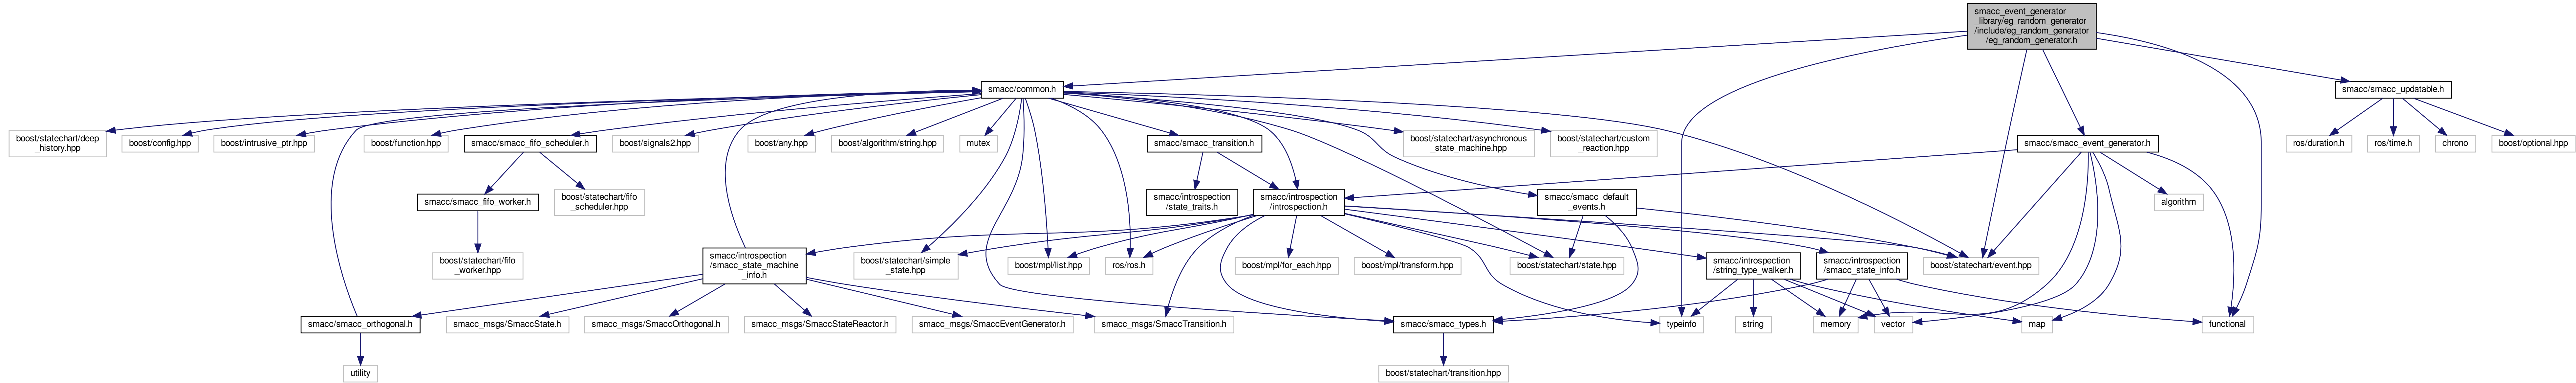 smacc_event_generator
_library/eg_random_generator
/include/eg_random_generator
/eg_random_generator.h
smacc/common.h
smacc/smacc_updatable.h
boost/statechart/deep
_history.hpp
boost/config.hpp
boost/intrusive_ptr.hpp
boost/function.hpp
smacc/smacc_fifo_scheduler.h
boost/signals2.hpp
boost/any.hpp
boost/algorithm/string.hpp
mutex
smacc/smacc_transition.h
boost/statechart/asynchronous
_state_machine.hpp
boost/statechart/custom
_reaction.hpp
smacc/smacc_event_generator.h
ros/duration.h
ros/time.h
chrono
boost/optional.hpp
smacc/smacc_fifo_worker.h
boost/statechart/fifo
_scheduler.hpp
smacc/introspection
/state_traits.h
smacc/introspection
/introspection.h
smacc/smacc_default
_events.h
algorithm
boost/statechart/fifo
_worker.hpp
smacc/introspection
/smacc_state_machine
_info.h
boost/statechart/simple
_state.hpp
boost/mpl/list.hpp
ros/ros.h
boost/mpl/for_each.hpp
boost/mpl/transform.hpp
boost/statechart/state.hpp
smacc/introspection
/string_type_walker.h
smacc/introspection
/smacc_state_info.h
boost/statechart/event.hpp
smacc/smacc_orthogonal.h
smacc_msgs/SmaccState.h
smacc_msgs/SmaccOrthogonal.h
smacc_msgs/SmaccStateReactor.h
smacc_msgs/SmaccEventGenerator.h
smacc_msgs/SmaccTransition.h
smacc/smacc_types.h
typeinfo
string
memory
vector
map
functional
utility
boost/statechart/transition.hpp